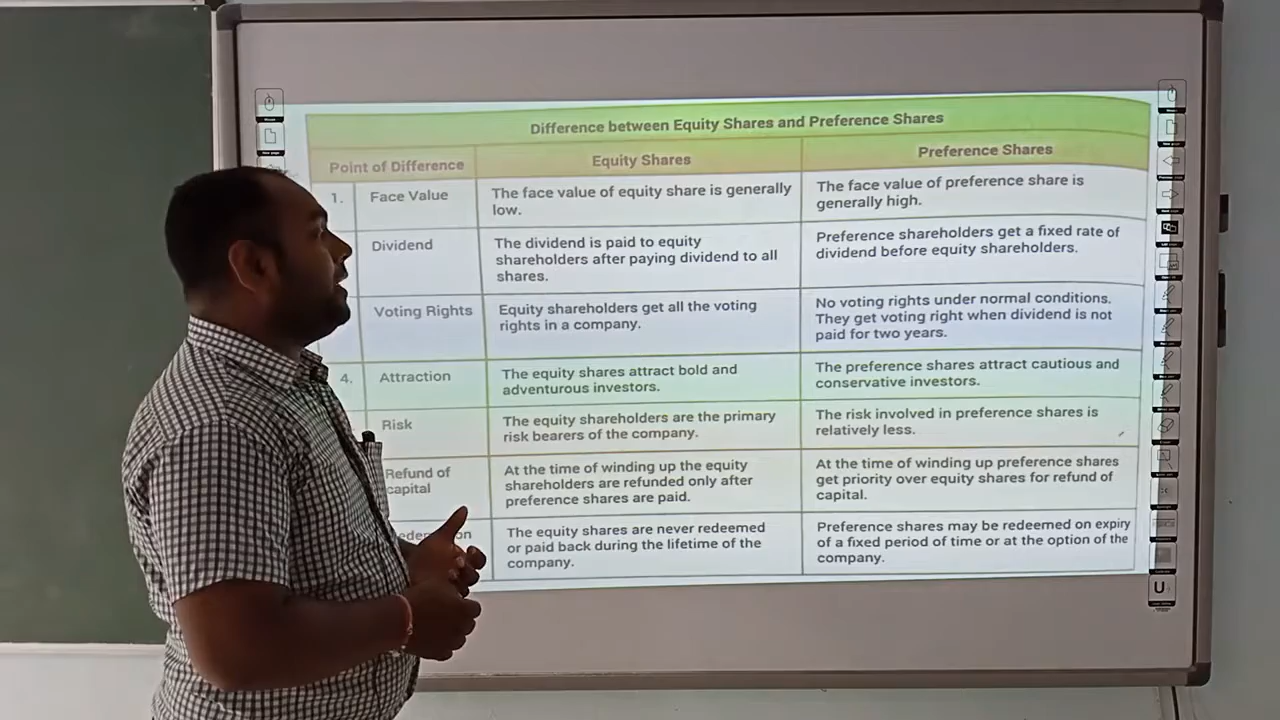 Difference between Equity Shares and Preference Shares
Point of Difference
Equity Shares
Preference Shares
1.
Face Value
The face value of equity share is generally
low.
The face value of preference share is
generally high.
Dividend
The dividend is paid to equity
shareholders after paying dividend to all
shares.
Preference shareholders get a fixed rate of
dividend before equity shareholders.
Voting Rights
Equity shareholders get all the voting
rights in a company.
No voting rights under normal conditions.
They get voting right when dividend is not
paid for two years.
4.
Attraction
The equity shares attract bold and
adventurous investors.
The preference shares attract cautious and
conservative investors.
Risk
The equity shareholders are the primary
risk bearers of the company.
The risk involved in preference shares is
relatively less.
Refund of
capital
At the time of winding up the equity
shareholders are refunded only after
preference shares are paid.
At the time of winding up preference shares
get priority over equity shares for refund of
capital.
The equity shares are never redeemed
or paid back during the lifetime of the
company.
Preference shares may be redeemed on expiry
of a fixed period of time or at the option of the
company.
U